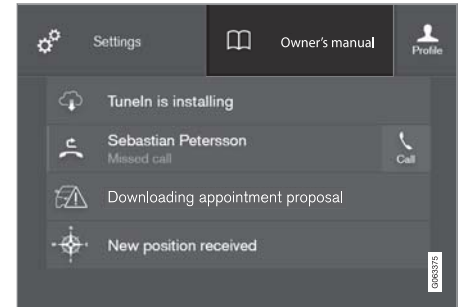 Settings
Owner's manual
Profile
TuneIn is installing
Sebastian Petersson
Missed call
Call
Downloading appointment proposal
New position received
G063375